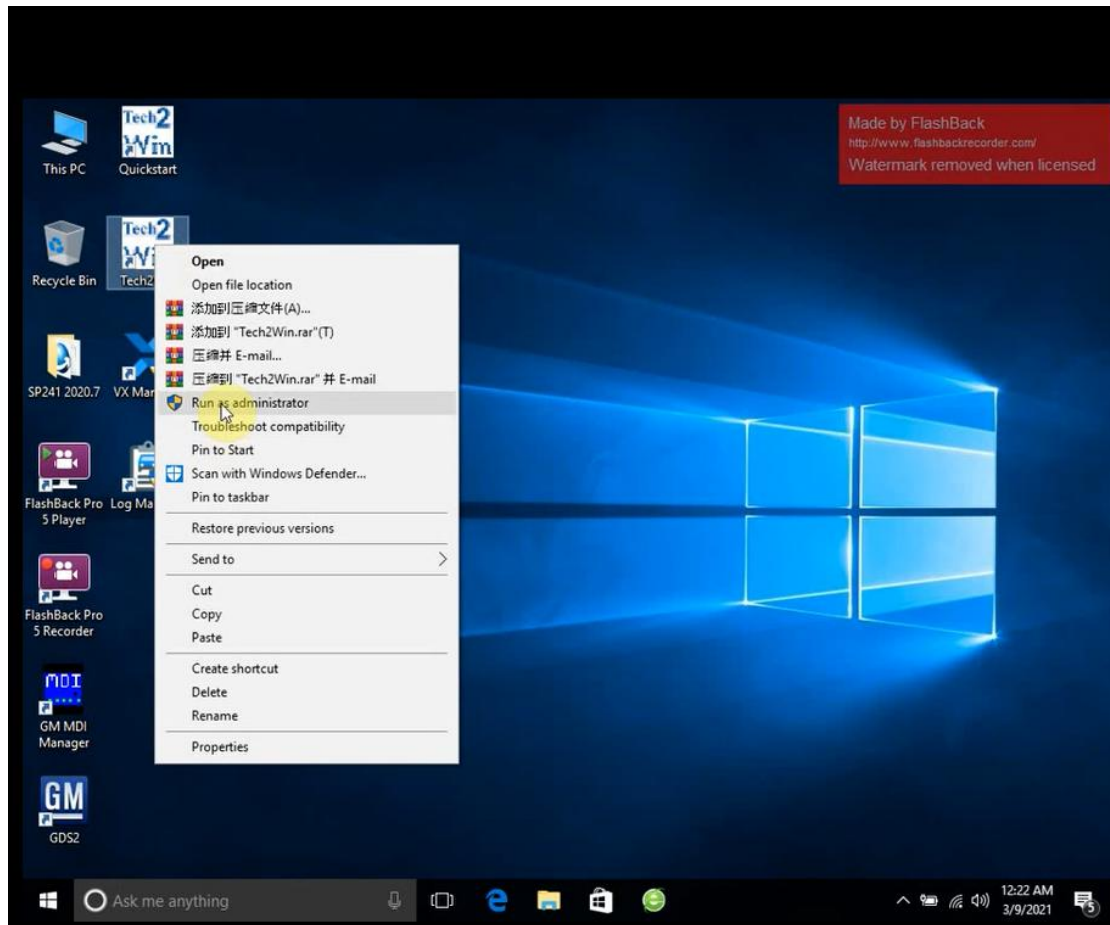 Made by FlashBack
http://www.flashbackrecorder.com/
Watermark removed when licensed
This PC
Tech2
Win
Quickstart
Recycle Bin
Tech2
Open
Open file location
添加到压缩文件(A)...
添加到 "Tech2Win.rar"(T)
压缩并 E-mail...
压缩到 "Tech2Win.rar" 并 E-mail
Run as administrator
Troubleshoot compatibility
Pin to Start
Scan with Windows Defender...
Pin to taskbar
Restore previous versions
Send to
Cut
Copy
Paste
Create shortcut
Delete
Rename
Properties
SP241 2020.7
VX Mar
FlashBack Pro
5 Player
Log Ma
FlashBack Pro
5 Recorder
MDI
GM MDI
Manager
GM
GDS2
Ask me anything
12:22 AM
3/9/2021
5